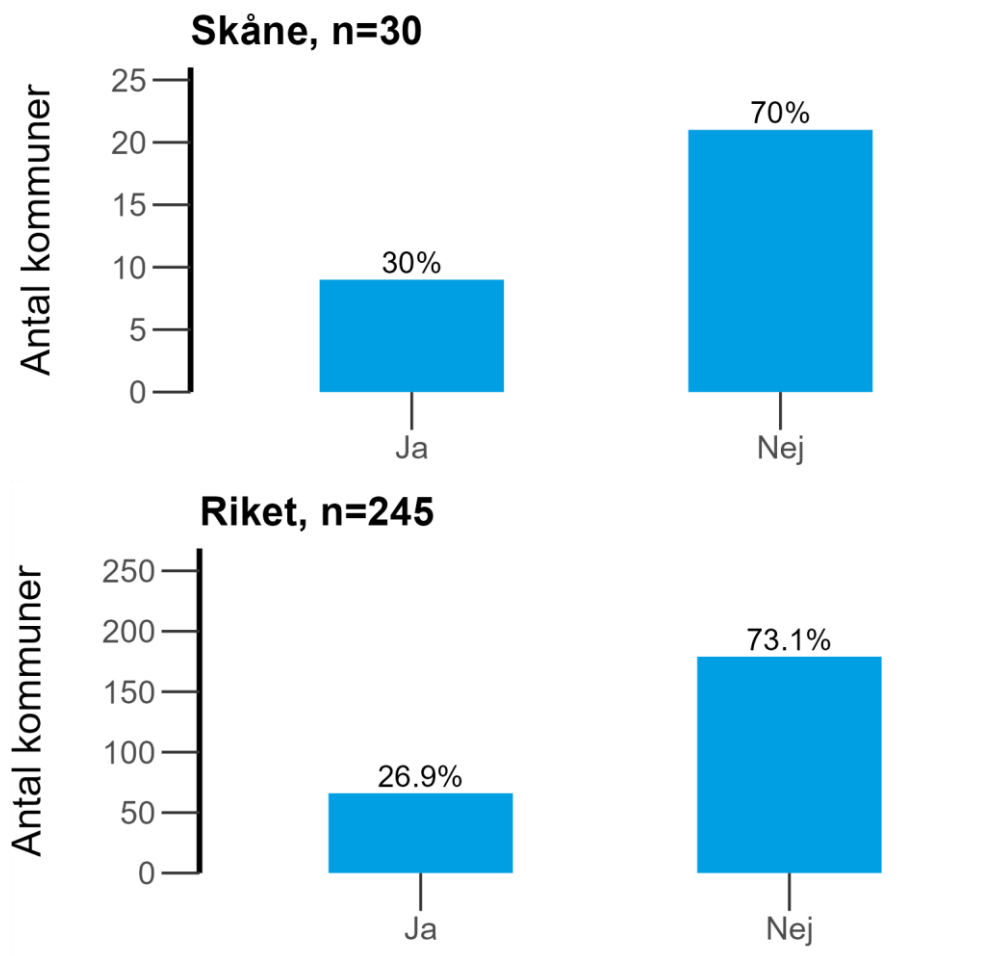 Skåne, n=30
Antal kommuner
25
20
15
10
5
0
30%
70%
Ja
Nej
Riket, n=245
Antal kommuner
250
200
150
100
50
0
26.9%
73.1%
Ja
Nej